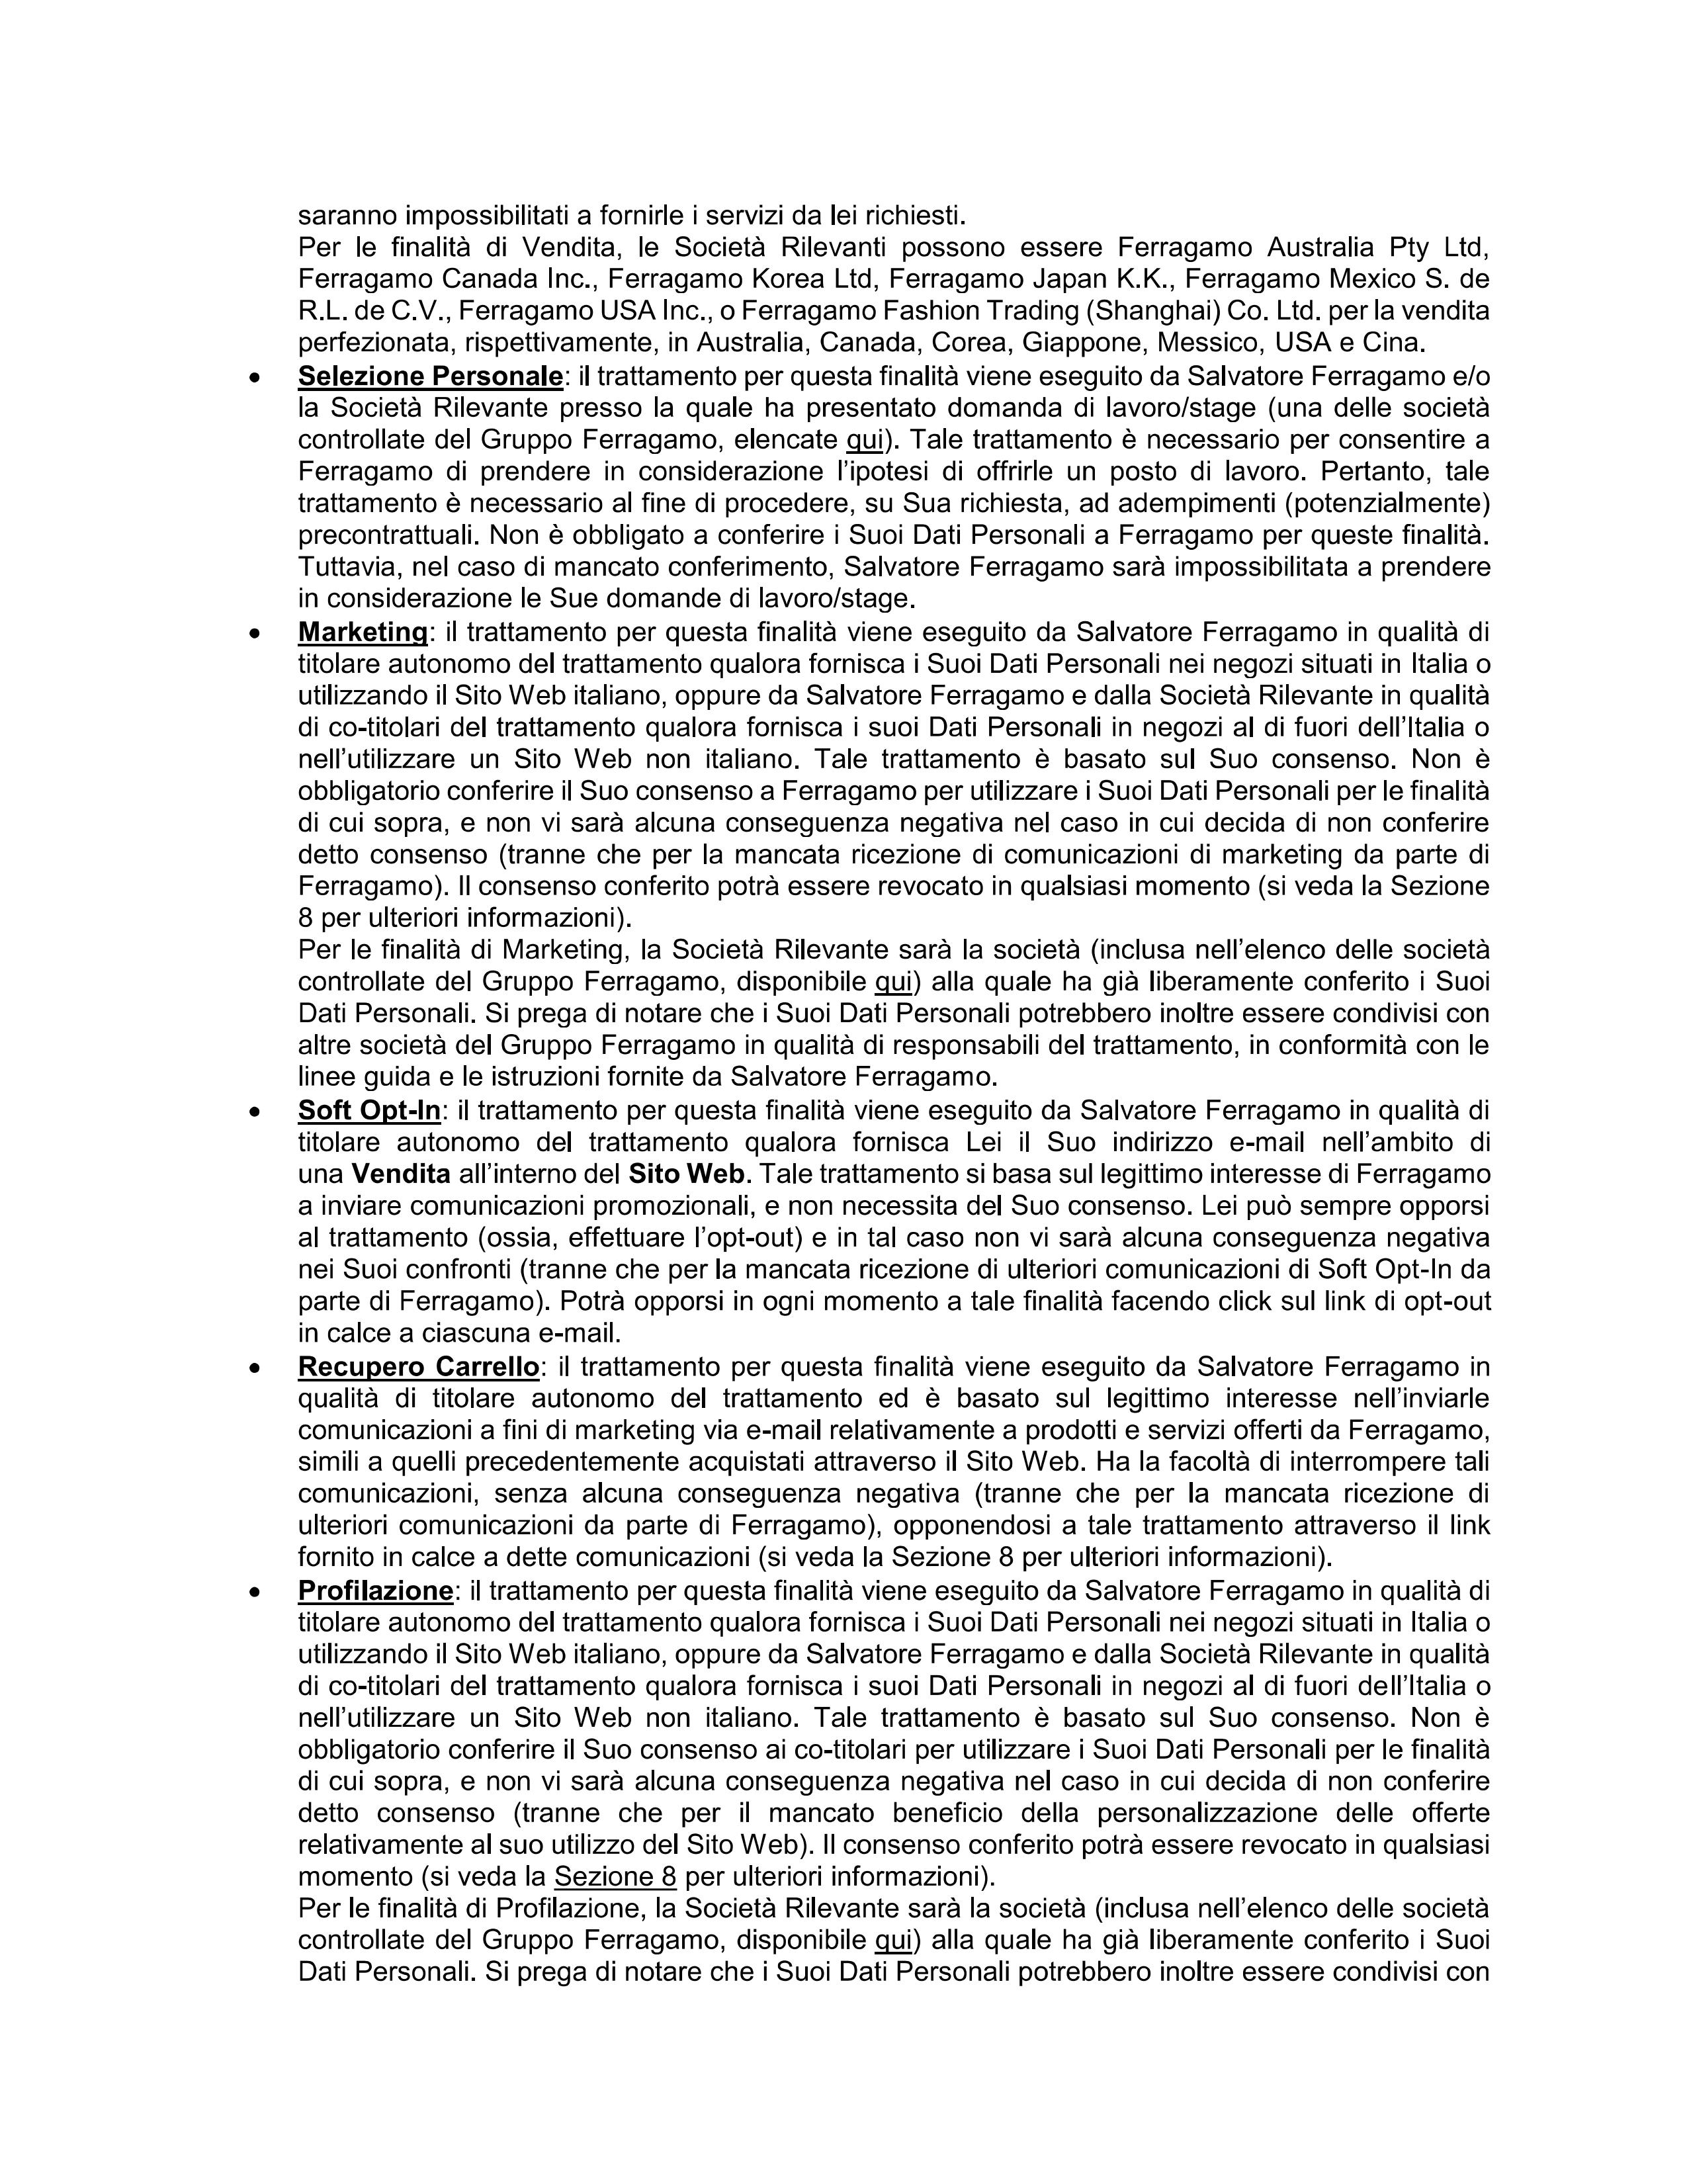 saranno impossibilitati a fornirle i servizi da lei richiesti.
Per le finalità di Vendita, le Società Rilevanti possono essere Ferragamo Australia Pty Ltd,
Ferragamo Canada Inc., Ferragamo Korea Ltd, Ferragamo Japan K.K., Ferragamo Mexico S. de
R.L. de C.V., Ferragamo USA Inc., o Ferragamo Fashion Trading (Shanghai) Co. Ltd. per la vendita
perfezionata, rispettivamente, in Australia, Canada, Corea, Giappone, Messico, USA e Cina.
• Selezione Personale: il trattamento per questa finalità viene eseguito da Salvatore Ferragamo e/o
la Società Rilevante presso la quale ha presentato domanda di lavoro/stage (una delle società
controllate del Gruppo Ferragamo, elencate qui). Tale trattamento è necessario per consentire a
Ferragamo di prendere in considerazione l’ipotesi di offrirle un posto di lavoro. Pertanto, tale
trattamento è necessario al fine di procedere, su Sua richiesta, ad adempimenti (potenzialmente)
precontrattuali. Non è obbligato a conferire i Suoi Dati Personali a Ferragamo per queste finalità.
Tuttavia, nel caso di mancato conferimento, Salvatore Ferragamo sarà impossibilitata a prendere
in considerazione le Sue domande di lavoro/stage.
• Marketing: il trattamento per questa finalità viene eseguito da Salvatore Ferragamo in qualità di
titolare autonomo del trattamento qualora fornisca i Suoi Dati Personali nei negozi situati in Italia o
utilizzando il Sito Web italiano, oppure da Salvatore Ferragamo e dalla Società Rilevante in qualità
di co-titolari del trattamento qualora fornisca i suoi Dati Personali in negozi al di fuori dell’Italia o
nell’utilizzare un Sito Web non italiano. Tale trattamento è basato sul Suo consenso. Non è
obbligatorio conferire il Suo consenso a Ferragamo per utilizzare i Suoi Dati Personali per le finalità
di cui sopra, e non vi sarà alcuna conseguenza negativa nel caso in cui decida di non conferire
detto consenso (tranne che per la mancata ricezione di comunicazioni di marketing da parte di
Ferragamo). Il consenso conferito potrà essere revocato in qualsiasi momento (si veda la Sezione
8 per ulteriori informazioni).
Per le finalità di Marketing, la Società Rilevante sarà la società (inclusa nell’elenco delle società
controllate del Gruppo Ferragamo, disponibile qui) alla quale ha già liberamente conferito i Suoi
Dati Personali. Si prega di notare che i Suoi Dati Personali potrebbero inoltre essere condivisi con
altre società del Gruppo Ferragamo in qualità di responsabili del trattamento, in conformità con le
linee guida e le istruzioni fornite da Salvatore Ferragamo.
• Soft Opt-In: il trattamento per questa finalità viene eseguito da Salvatore Ferragamo in qualità di
titolare autonomo del trattamento qualora fornisca Lei il Suo indirizzo e-mail nell’ambito di
una Vendita all’interno del Sito Web. Tale trattamento si basa sul legittimo interesse di Ferragamo
a inviare comunicazioni promozionali, e non necessita del Suo consenso. Lei può sempre opporsi
al trattamento (ossia, effettuare l’opt-out) e in tal caso non vi sarà alcuna conseguenza negativa
nei Suoi confronti (tranne che per la mancata ricezione di ulteriori comunicazioni di Soft Opt-In da
parte di Ferragamo). Potrà opporsi in ogni momento a tale finalità facendo click sul link di opt-out
in calce a ciascuna e-mail.
• Recupero Carrello: il trattamento per questa finalità viene eseguito da Salvatore Ferragamo in
qualità di titolare autonomo del trattamento ed è basato sul legittimo interesse nell’inviarle
comunicazioni a fini di marketing via e-mail relativamente a prodotti e servizi offerti da Ferragamo,
simili a quelli precedentemente acquistati attraverso il Sito Web. Ha la facoltà di interrompere tali
comunicazioni, senza alcuna conseguenza negativa (tranne che per la mancata ricezione di
ulteriori comunicazioni da parte di Ferragamo), opponendosi a tale trattamento attraverso il link
fornito in calce a dette comunicazioni (si veda la Sezione 8 per ulteriori informazioni).
• Profilazione: il trattamento per questa finalità viene eseguito da Salvatore Ferragamo in qualità di
titolare autonomo del trattamento qualora fornisca i Suoi Dati Personali nei negozi situati in Italia o
utilizzando il Sito Web italiano, oppure da Salvatore Ferragamo e dalla Società Rilevante in qualità
di co-titolari del trattamento qualora fornisca i suoi Dati Personali in negozi al di fuori dell’Italia o
nell’utilizzare un Sito Web non italiano. Tale trattamento è basato sul Suo consenso. Non è
obbligatorio conferire il Suo consenso ai co-titolari per utilizzare i Suoi Dati Personali per le finalità
di cui sopra, e non vi sarà alcuna conseguenza negativa nel caso in cui decida di non conferire
detto consenso (tranne che per il mancato beneficio della personalizzazione delle offerte
relativamente al suo utilizzo del Sito Web). Il consenso conferito potrà essere revocato in qualsiasi
momento (si veda la Sezione 8 per ulteriori informazioni).
Per le finalità di Profilazione, la Società Rilevante sarà la società (inclusa nell’elenco delle società
controllate del Gruppo Ferragamo, disponibile qui) alla quale ha già liberamente conferito i Suoi
Dati Personali. Si prega di notare che i Suoi Dati Personali potrebbero inoltre essere condivisi con